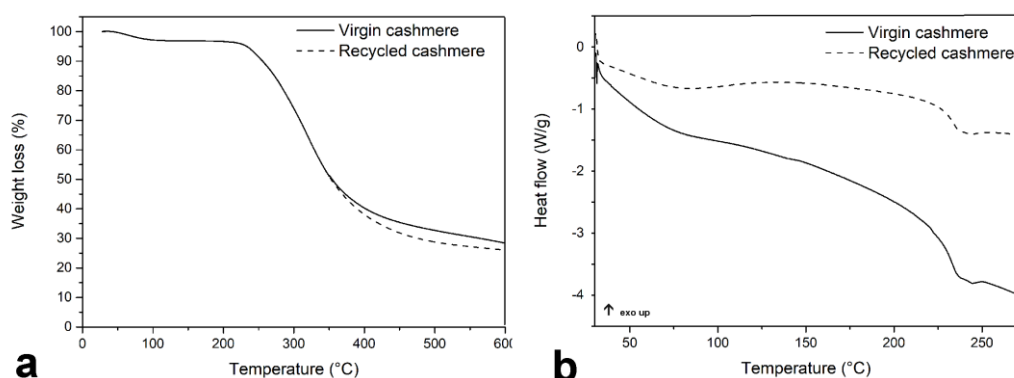 Virgin cashmere
Recycled cashmere
Weight loss (%)
100
90
80
70
60
50
40
30
20
10
0
0 100 200 300 400 500 600
Temperature (°C)
a
Virgin cashmere
Recycled cashmere
Heat flow (W/g)
0
-1
-2
-3
-4
↑ exo up
50 100 150 200 250
Temperature (°C)
b